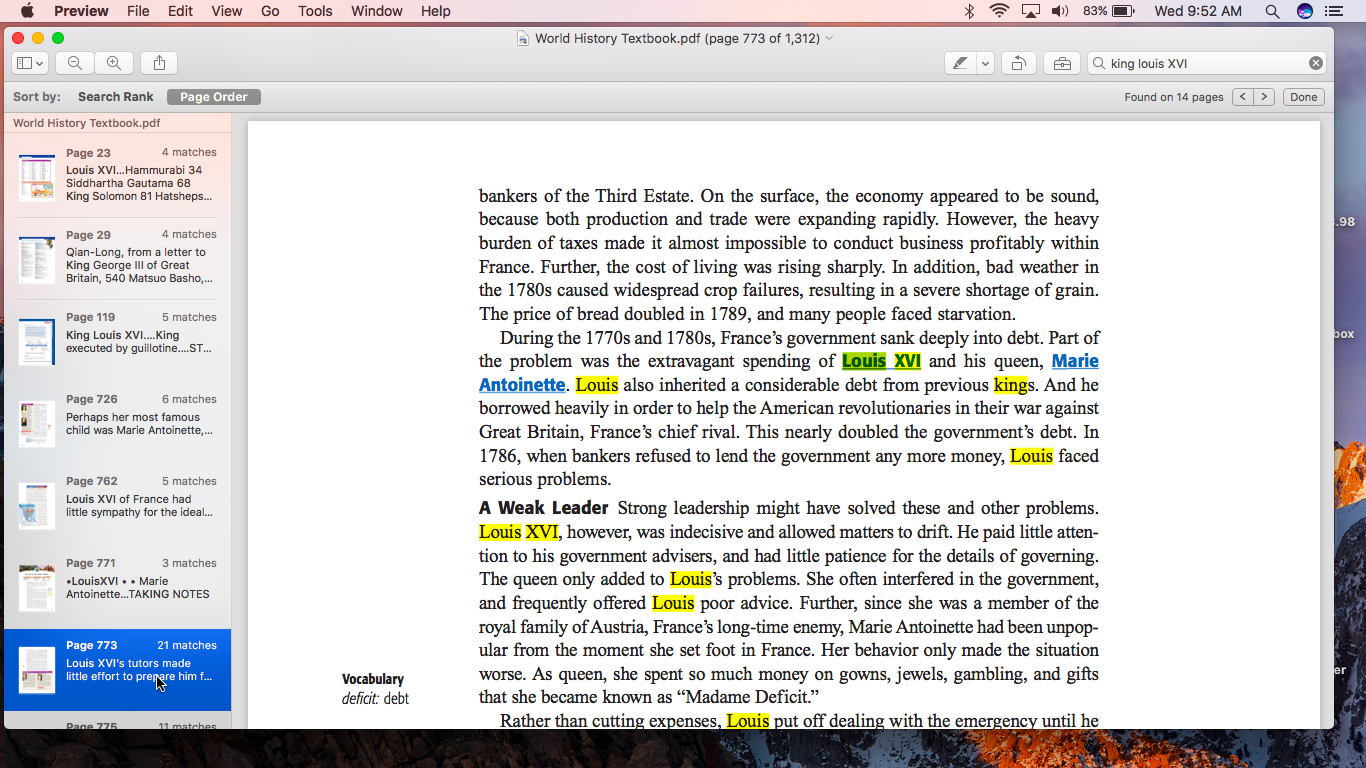 Preview File Edit View Go Tools Window Help 83% Wed 9:52 AM
World History Textbook.pdf (page 773 of 1,312)
king louis XVI
Sort by: Search Rank Page Order Found on 14 pages < > Done
World History Textbook.pdf
Page 23 4 matches
Louis XVI...Hammurabi 34
Siddhartha Gautama 68
King Solomon 81 Hatsheps...
Page 29 4 matches
Qian-Long, from a letter to
King George III of Great
Britain, 540 Matsuo Basho,...
Page 119 5 matches
King Louis XVI....King
executed by guillotine....ST...
Page 726 6 matches
Perhaps her most famous
child was Marie Antoinette,...
Page 762 5 matches
Louis XVI of France had
little sympathy for the ideal...
Page 771 3 matches
•LouisXVI • • Marie
Antoinette...TAKING NOTES
Page 773 21 matches
Louis XVI's tutors made
little effort to prepare him f...
Page 775 11 matches
bankers of the Third Estate. On the surface, the economy appeared to be sound,
because both production and trade were expanding rapidly. However, the heavy
burden of taxes made it almost impossible to conduct business profitably within
France. Further, the cost of living was rising sharply. In addition, bad weather in
the 1780s caused widespread crop failures, resulting in a severe shortage of grain.
The price of bread doubled in 1789, and many people faced starvation.
During the 1770s and 1780s, France's government sank deeply into debt. Part of
the problem was the extravagant spending of Louis XVI and his queen, Marie
Antoinette. Louis also inherited a considerable debt from previous kings. And he
borrowed heavily in order to help the American revolutionaries in their war against
Great Britain, France's chief rival. This nearly doubled the government's debt. In
1786, when bankers refused to lend the government any more money, Louis faced
serious problems.
A Weak Leader Strong leadership might have solved these and other problems.
Louis XVI, however, was indecisive and allowed matters to drift. He paid little atten-
tion to his government advisers, and had little patience for the details of governing.
The queen only added to Louis's problems. She often interfered in the government,
and frequently offered Louis poor advice. Further, since she was a member of the
royal family of Austria, France's long-time enemy, Marie Antoinette had been unpop-
ular from the moment she set foot in France. Her behavior only made the situation
worse. As queen, she spent so much money on gowns, jewels, gambling, and gifts
that she became known as “Madame Deficit.”
Rather than cutting expenses, Louis put off dealing with the emergency until he
Vocabulary
deficit: debt
.98
box
er